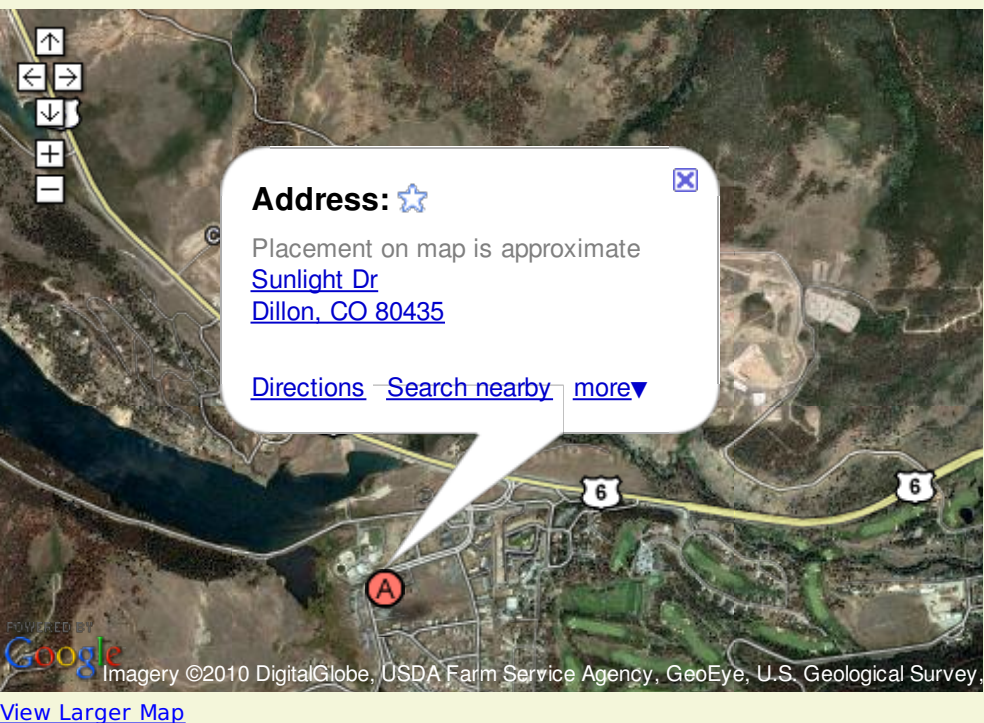 Address:
Placement on map is approximate
Sunlight Dr
Dillon, CO 80435
Directions Search nearby more▼
C
6
6
A
POWERED BY
Google
Imagery ©2010 DigitalGlobe, USDA Farm Service Agency, GeoEye, U.S. Geological Survey,
View Larger Map